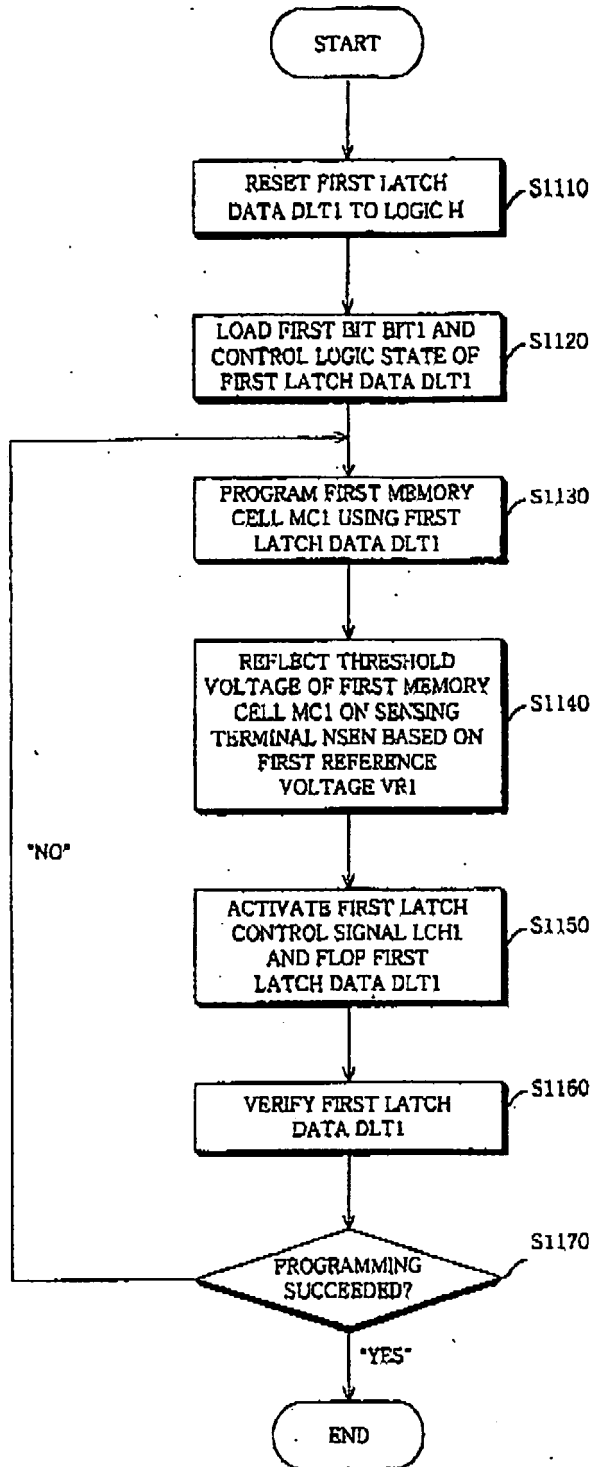 START
RESET FIRST LATCH
DATA DLT1 TO LOGIC H
S1110
LOAD FIRST BIT BIT1 AND
CONTROL LOGIC STATE OF
FIRST LATCH DATA DLT1
S1120
PROGRAM FIRST MEMORY
CELL MC1 USING FIRST
LATCH DATA DLT1
S1130
REFLECT THRESHOLD
VOLTAGE OF FIRST MEMORY
CELL MC1 ON SENSING
TERMINAL NSEN BASED ON
FIRST REFERENCE
VOLTAGE VR1
S1140
"NO"
ACTIVATE FIRST LATCH
CONTROL SIGNAL LCH1
AND FLOP FIRST
LATCH DATA DLT1
S1150
VERIFY FIRST LATCH
DATA DLT1
S1160
PROGRAMMING
SUCCEEDED?
S1170
"YES"
END